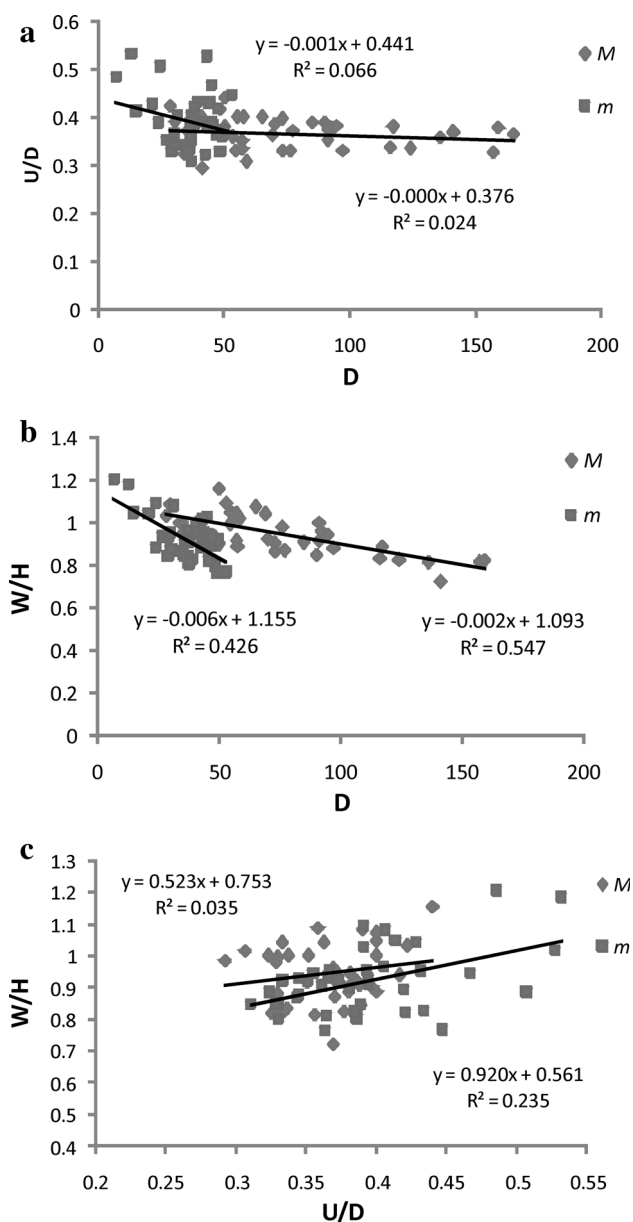 a
0.6
0.5
0.4
0.3
0.2
0.1
0
U/D
y = -0.001x + 0.441
R² = 0.066
M
m
y = -0.000x + 0.376
R² = 0.024
0 50 100 150 200
D
b
1.4
1.2
1
0.8
0.6
0.4
0.2
0
W/H
M
m
y = -0.006x + 1.155
R² = 0.426
y = -0.002x + 1.093
R² = 0.547
0 50 100 150 200
D
c
1.3
1.2
1.1
1
0.9
0.8
0.7
0.6
0.5
0.4
W/H
y = 0.523x + 0.753
R² = 0.035
M
m
y = 0.920x + 0.561
R² = 0.235
0.2 0.25 0.3 0.35 0.4 0.45 0.5 0.55
U/D